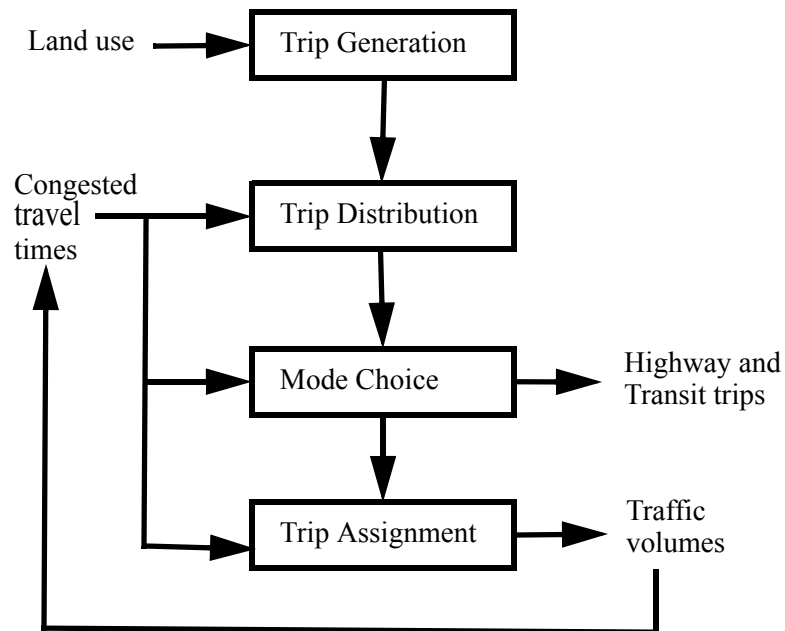 Land use
Trip Generation
Congested
travel
times
Trip Distribution
Mode Choice
Highway and
Transit trips
Trip Assignment
Traffic
volumes